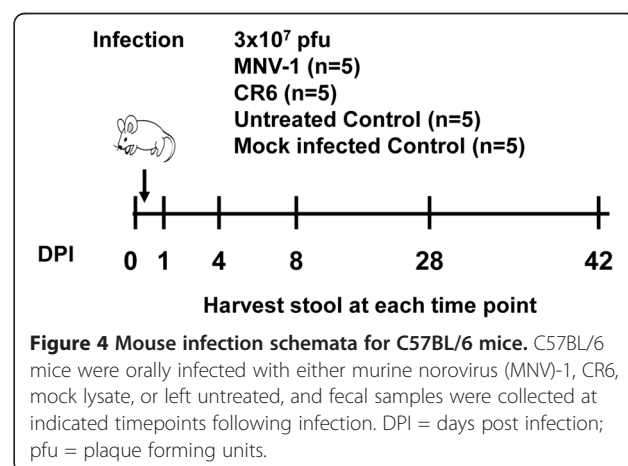 Infection 3x10⁷ pfu
MNV-1 (n=5)
CR6 (n=5)
Untreated Control (n=5)
Mock infected Control (n=5)
DPI 0 1 4 8 28 42
Harvest stool at each time point
Figure 4 Mouse infection schemata for C57BL/6 mice. C57BL/6
mice were orally infected with either murine norovirus (MNV)-1, CR6,
mock lysate, or left untreated, and fecal samples were collected at
indicated timepoints following infection. DPI = days post infection;
pfu = plaque forming units.